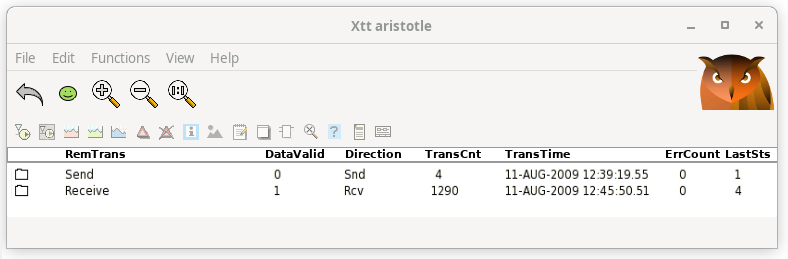 Xtt aristotle
File Edit Functions View Help
1:1
i ?
RemTrans DataValid Direction TransCnt TransTime ErrCount LastSts
Send 0 Snd 4 11-AUG-2009 12:39:19.55 0 1
Receive 1 Rcv 1290 11-AUG-2009 12:45:50.51 0 4